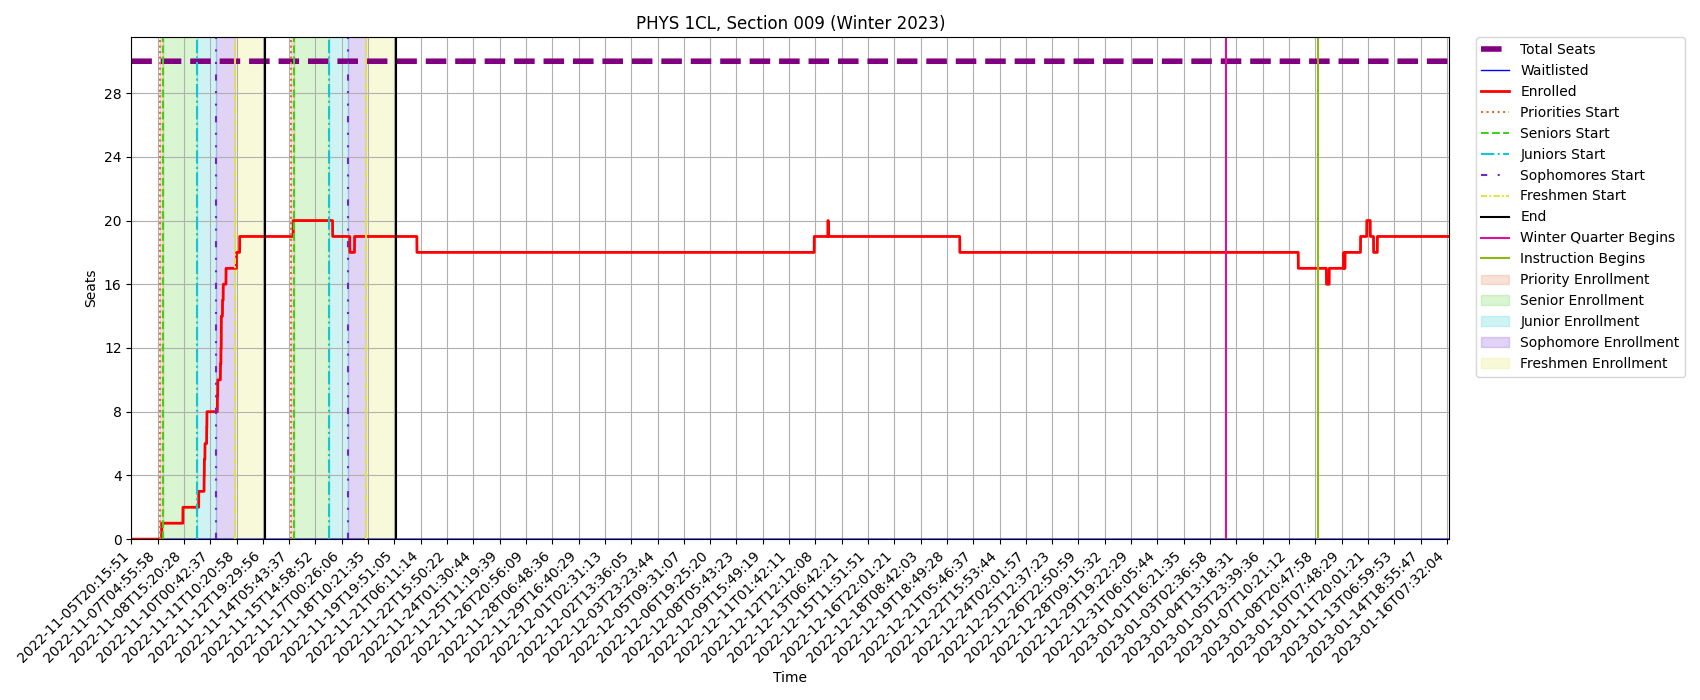 PHYS 1CL, Section 009 (Winter 2023)
Seats
28
24
20
16
12
8
4
0
2022-11-05T20:15:51
2022-11-07T04:55:58
2022-11-08T15:20:28
2022-11-10T00:42:37
2022-11-11T10:20:58
2022-11-12T19:29:56
2022-11-14T05:43:37
2022-11-15T14:58:52
2022-11-17T00:26:06
2022-11-18T10:21:35
2022-11-19T19:51:05
2022-11-21T06:11:14
2022-11-22T15:50:22
2022-11-24T01:30:44
2022-11-25T11:19:39
2022-11-26T20:56:09
2022-11-28T06:48:36
2022-11-29T16:40:29
2022-12-01T02:31:13
2022-12-02T13:36:05
2022-12-03T23:23:44
2022-12-05T09:31:07
2022-12-06T19:25:20
2022-12-08T05:43:23
2022-12-09T15:49:19
2022-12-11T01:42:11
2022-12-12T12:12:08
2022-12-13T06:42:21
2022-12-15T11:51:51
2022-12-16T22:01:21
2022-12-18T08:42:03
2022-12-19T18:49:28
2022-12-21T05:46:37
2022-12-22T15:53:44
2022-12-24T02:01:57
2022-12-25T12:37:23
2022-12-26T22:50:59
2022-12-28T09:15:32
2022-12-29T19:22:29
2022-12-31T06:05:44
2023-01-01T16:21:35
2023-01-03T02:36:58
2023-01-04T13:18:31
2023-01-05T23:39:36
2023-01-07T10:21:12
2023-01-08T20:47:58
2023-01-10T07:48:29
2023-01-11T20:01:21
2023-01-13T06:59:53
2023-01-14T18:55:47
2023-01-16T07:32:04
Time
Total Seats
Waitlisted
Enrolled
Priorities Start
Seniors Start
Juniors Start
Sophomores Start
Freshmen Start
End
Winter Quarter Begins
Instruction Begins
Priority Enrollment
Senior Enrollment
Junior Enrollment
Sophomore Enrollment
Freshmen Enrollment